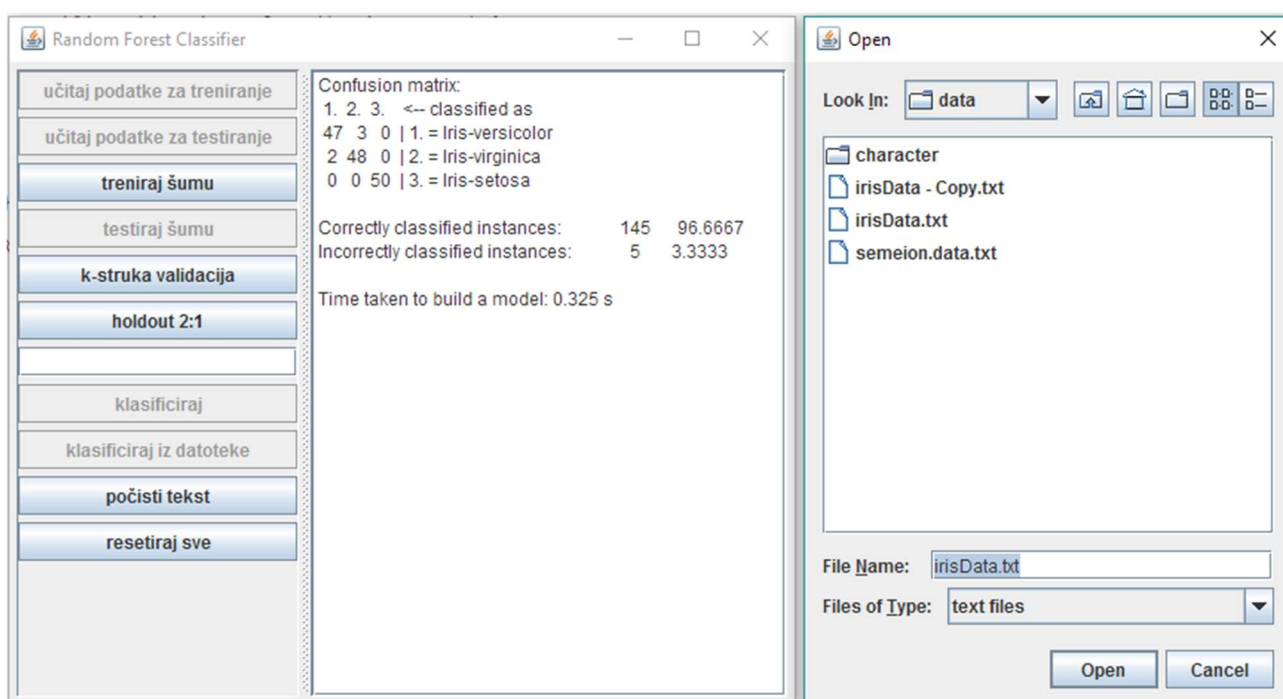 Random Forest Classifier
učitaj podatke za treniranje
učitaj podatke za testiranje
treniraj šumu
testiraj šumu
k-struka validacija
holdout 2:1
klasificiraj
klasificiraj iz datoteke
počisti tekst
resetiraj sve
Confusion matrix:
1. 2. 3. <-- classified as
47 3 0 | 1. = Iris-versicolor
2 48 0 | 2. = Iris-virginica
0 0 50 | 3. = Iris-setosa
Correctly classified instances: 145 96.6667
Incorrectly classified instances: 5 3.3333
Time taken to build a model: 0.325 s
Open
Look In: data
character
irisData - Copy.txt
irisData.txt
semeion.data.txt
File Name: irisData.txt
Files of Type: text files
Open Cancel